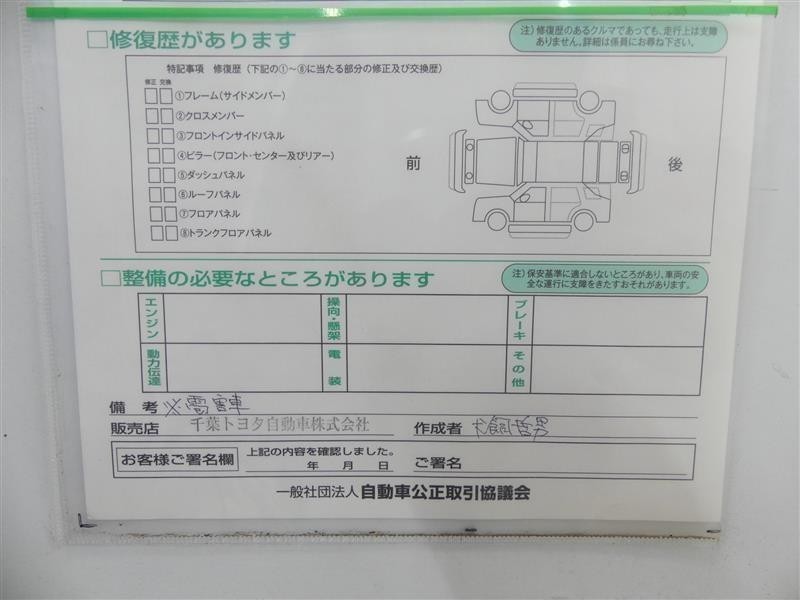 □修復歴があります
注）修復歴のあるクルマであっても、走行上は支障
ありません。詳細は係員にお尋ね下さい。
特記事項 修復歴（下記の①～⑧に当たる部分の修正及び交換歴）
修正 交換
①フレーム（サイドメンバー）
②クロスメンバー
③フロントインサイドパネル
④ピラー（フロント・センター及びリアー）
⑤ダッシュパネル
⑥ルーフパネル
⑦フロアパネル
⑧トランクフロアパネル
前
後
□整備の必要なところがあります
注）保安基準に適合しないところがあり、車両の安
全な運行に支障をきたすおそれがあります。
エンジン
操向・懸架
ブレーキ
動力伝達
電装
その他
備考 ※雹害車
販売店 千葉トヨタ自動車株式会社
作成者 犬飼哲男
お客様ご署名欄
上記の内容を確認しました。
年 月 日
ご署名
一般社団法人 自動車公正取引協議会